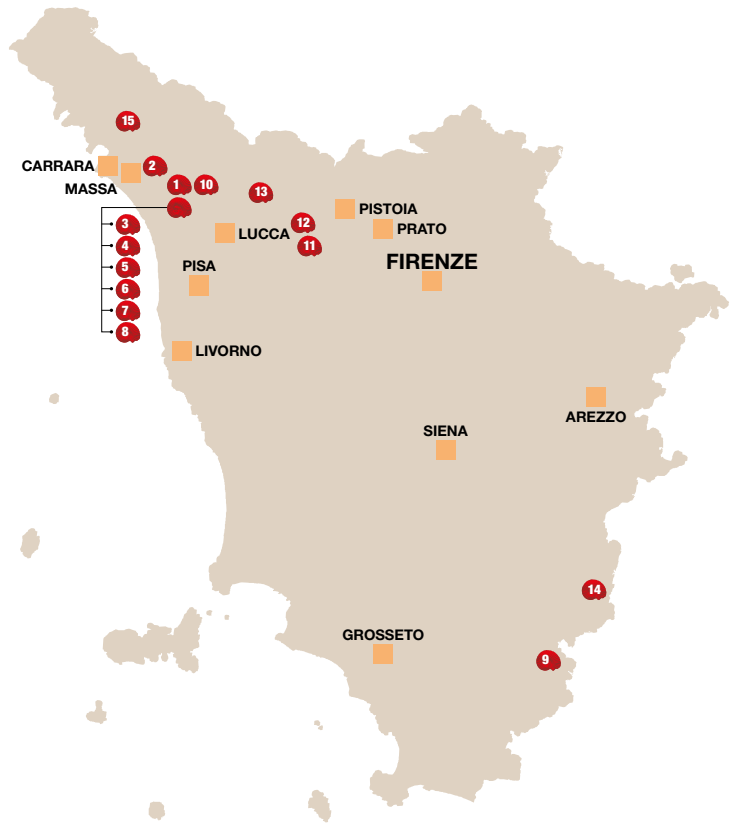 15
CARRARA
2
MASSA
1
10
13
PISTOIA
3
12
LUCCA
PRATO
4
11
5
PISA
FIRENZE
6
7
8
LIVORNO
AREZZO
SIENA
14
GROSSETO
9